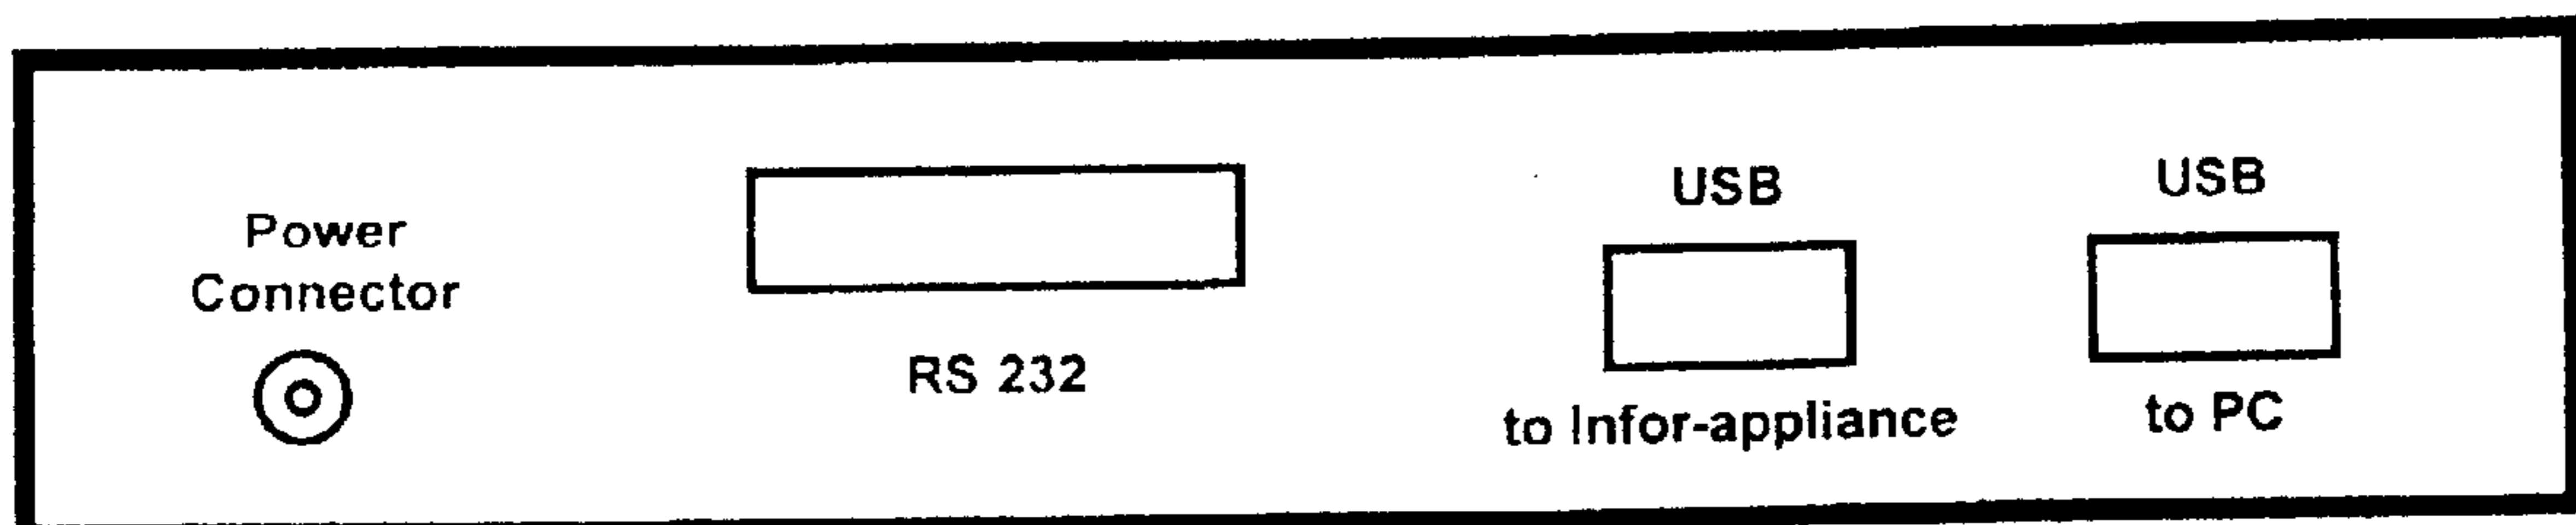 Power
Connector
RS 232
USB
to Infor-appliance
USB
to PC